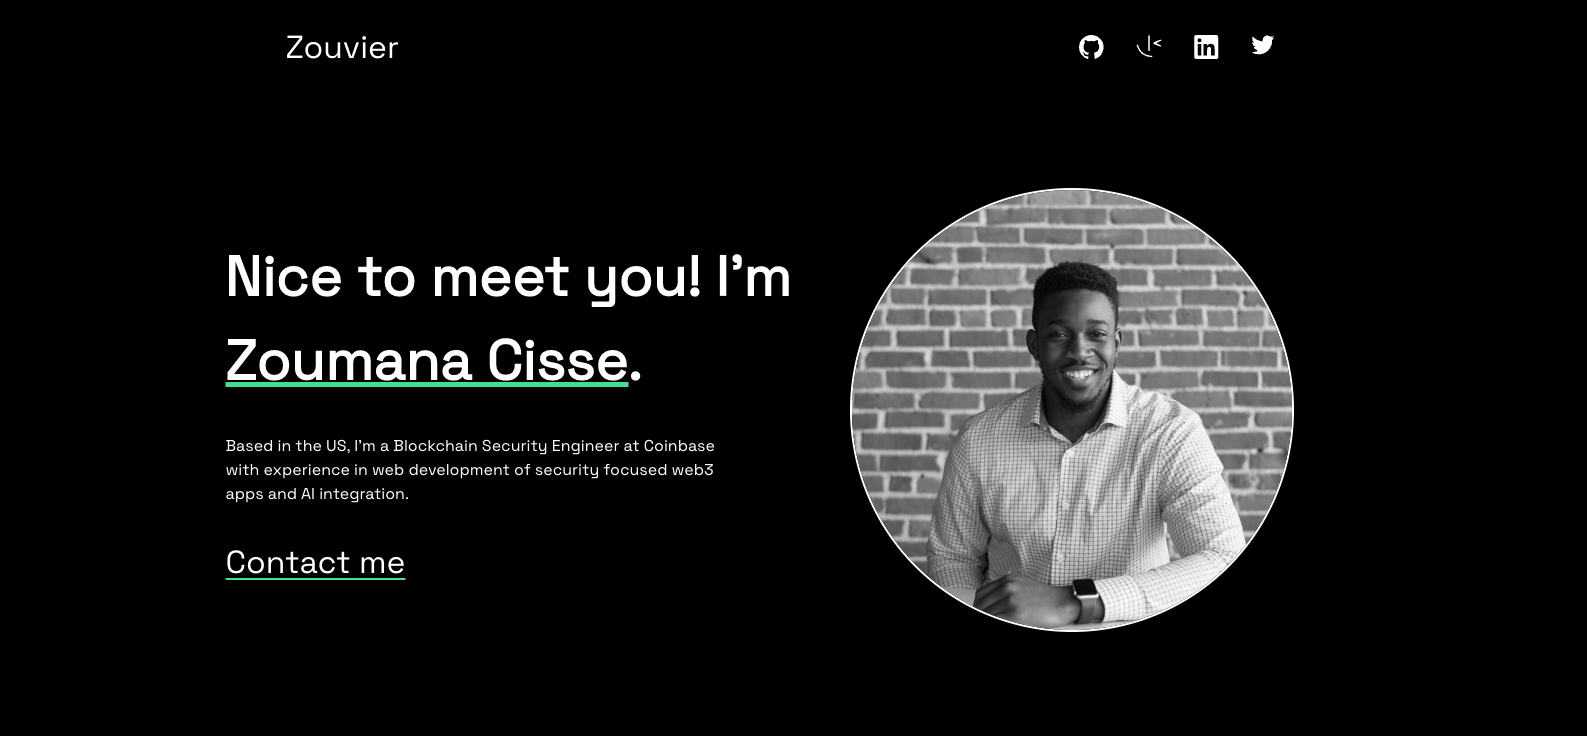 Zouvier
Nice to meet you! I’m
Zoumana Cisse.
Based in the US, I’m a Blockchain Security Engineer at Coinbase
with experience in web development of security focused web3
apps and AI integration.
Contact me